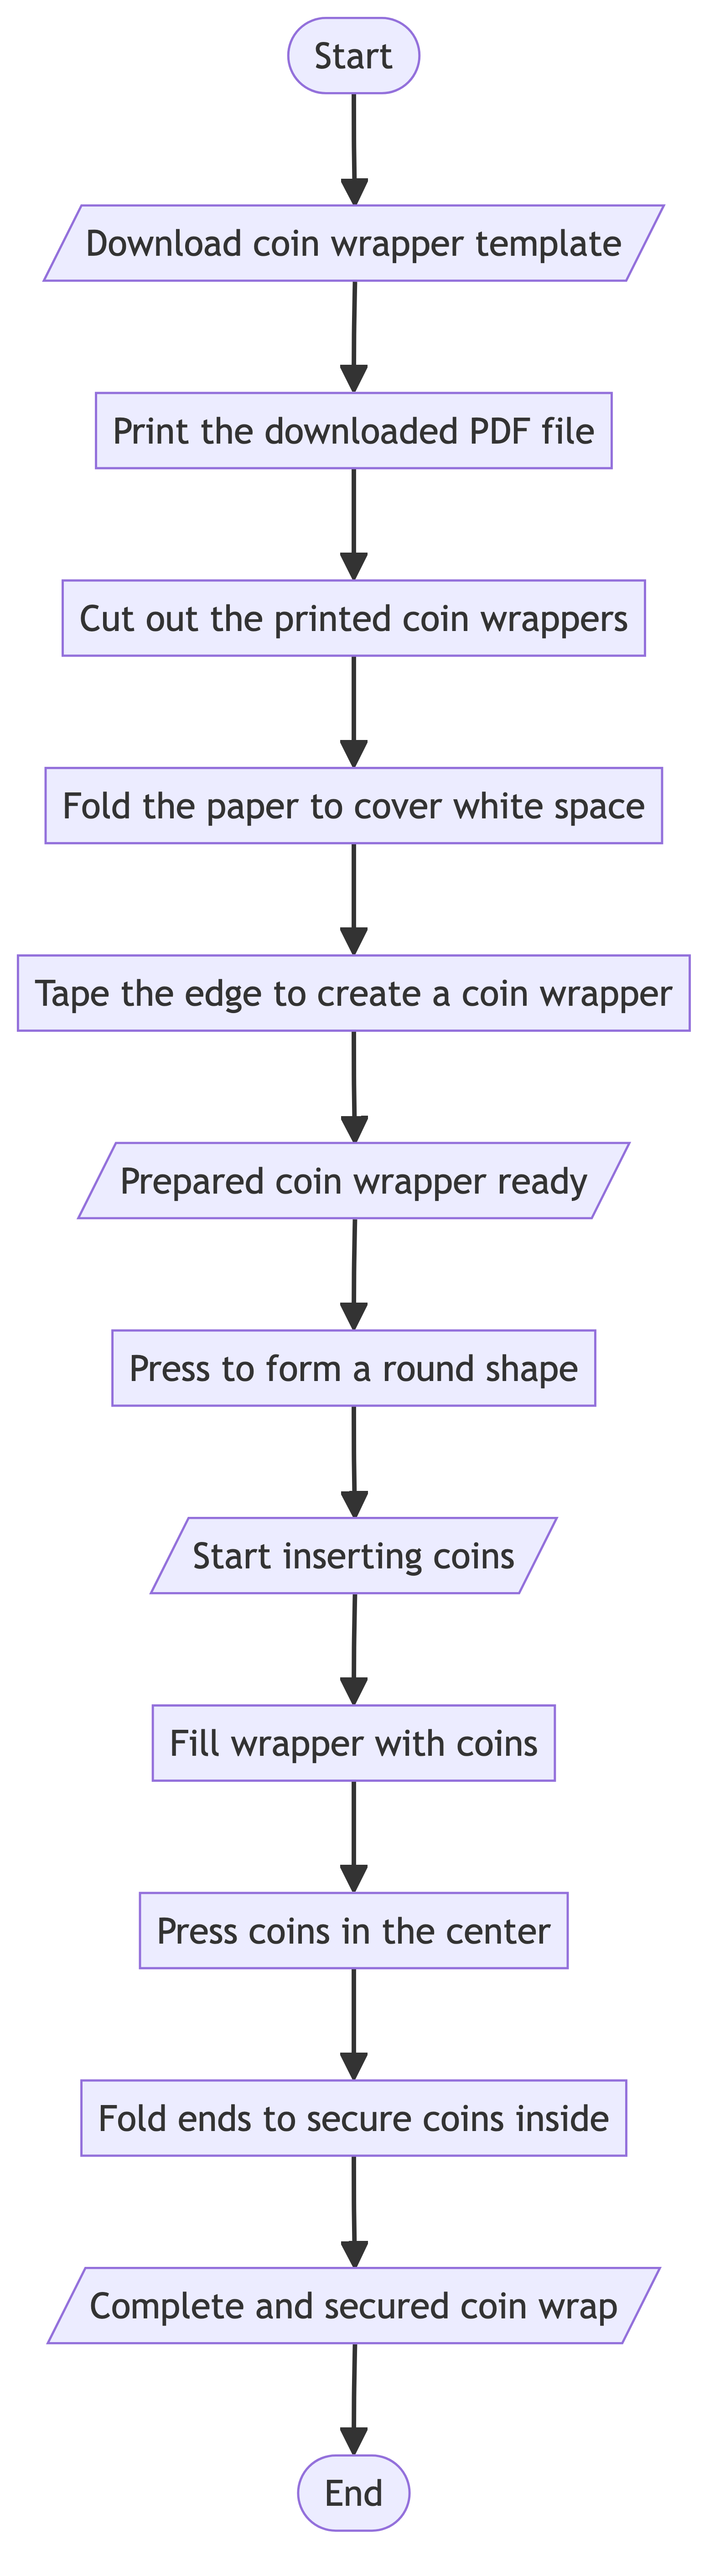 Start
Download coin wrapper template
Print the downloaded PDF file
Cut out the printed coin wrappers
Fold the paper to cover white space
Tape the edge to create a coin wrapper
Prepared coin wrapper ready
Press to form a round shape
Start inserting coins
Fill wrapper with coins
Press coins in the center
Fold ends to secure coins inside
Complete and secured coin wrap
End